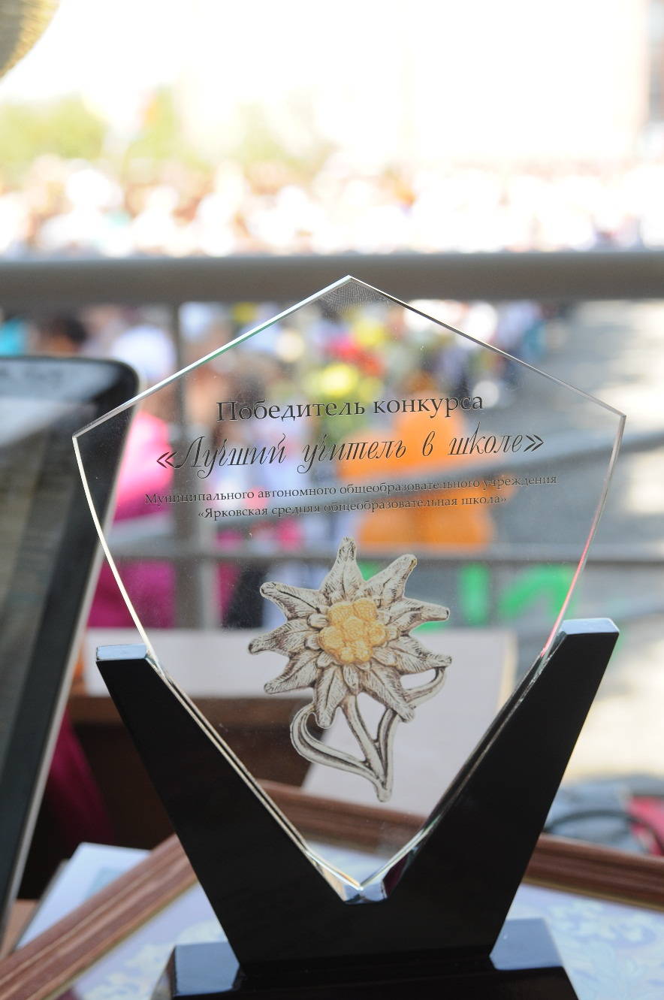 Победитель конкурса
«Лучший учитель в школе»
Муниципального автономного общеобразовательного учреждения
«Ярковская средняя общеобразовательная школа»